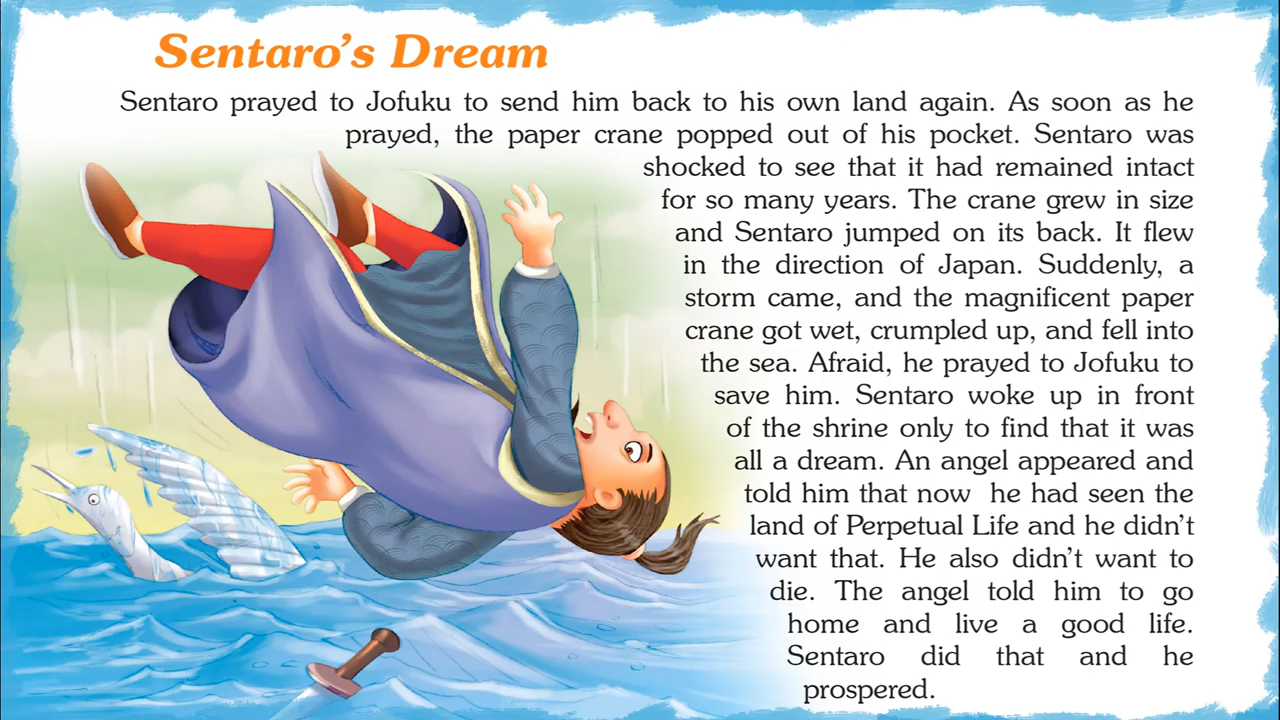 Sentaro's Dream
Sentaro prayed to Jofuku to send him back to his own land again. As soon as he
prayed, the paper crane popped out of his pocket. Sentaro was
shocked to see that it had remained intact
for so many years. The crane grew in size
and Sentaro jumped on its back. It flew
in the direction of Japan. Suddenly, a
storm came, and the magnificent paper
crane got wet, crumpled up, and fell into
the sea. Afraid, he prayed to Jofuku to
save him. Sentaro woke up in front
of the shrine only to find that it was
all a dream. An angel appeared and
told him that now he had seen the
land of Perpetual Life and he didn't
want that. He also didn't want to
die. The angel told him to go
home and live a good life.
Sentaro did that and he
prospered.